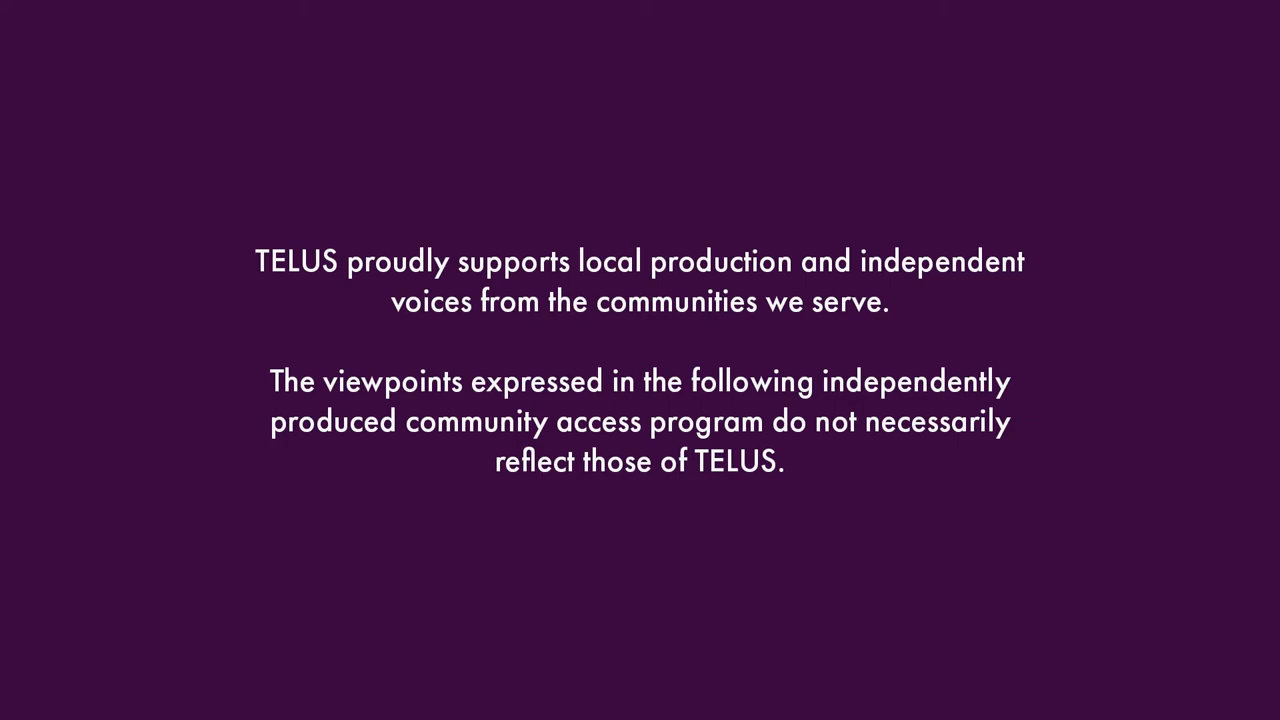 TELUS proudly supports local production and independent
voices from the communities we serve.
The viewpoints expressed in the following independently
produced community access program do not necessarily
reflect those of TELUS.